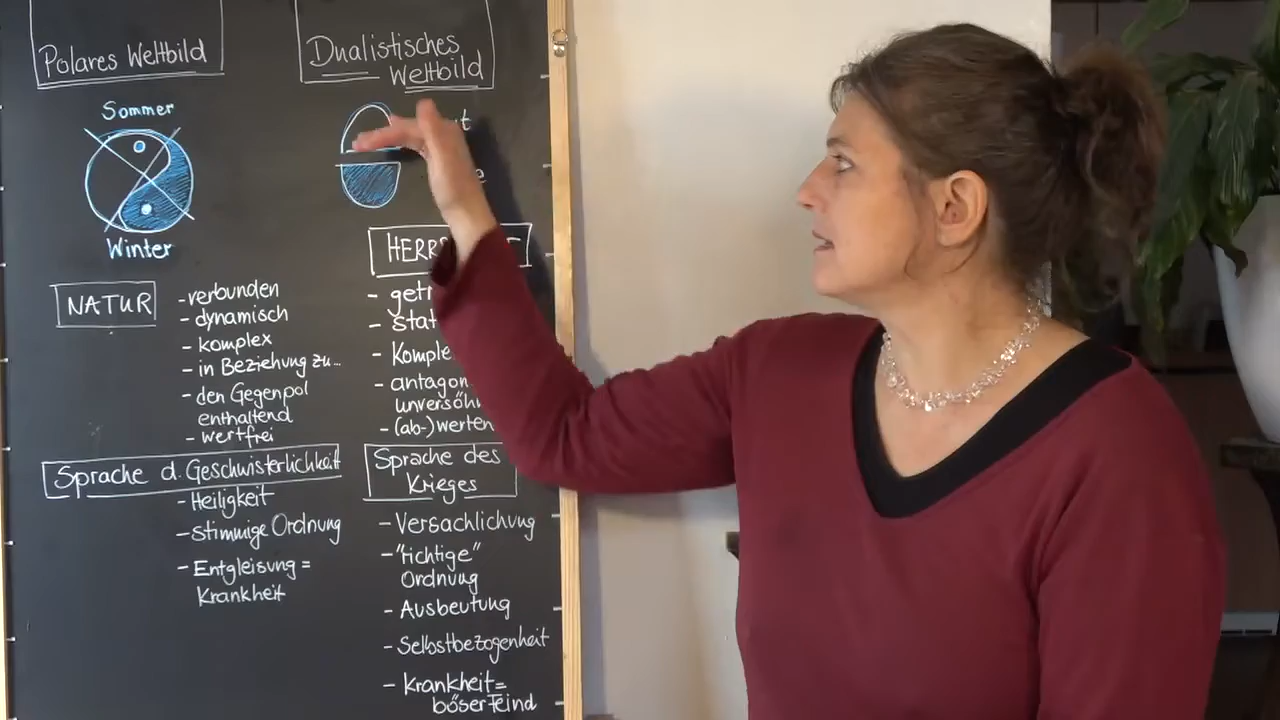 Polares Weltbild
Sommer
Winter
NATUR
-verbunden
- dynamisch
- komplex
- in Beziehung zu...
- den Gegenpol
enthaltend
- wertfrei
Sprache d. Geschwisterlichkeit
- Heiligkeit
- Stimmige Ordnung
- Entgleisung =
Krankheit
Dualistisches
Weltbild
- (ab-)werten
Sprache des
Krieges
- Versachlichung
- "richtige"
Ordnung
- Ausbeutung
- Selbstbezogenheit
- Krankheit=
böser Feind